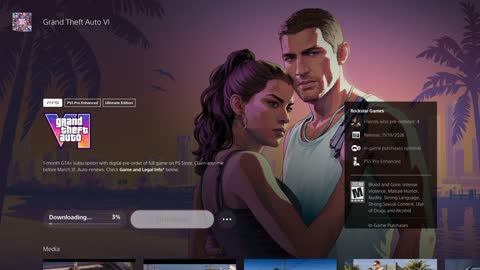 Grand Theft Auto VI
PS5
PS5 Pro Enhanced
Ultimate Edition
grand
theft
auto
VI
1-month GTA+ subscription with digital pre-order of full game on PS Store. Claim anytime
before March 31. Auto-renews. Check Game and Legal Info* below.
Downloading... 3%
Media
Rockstar Games
Friends who pre-ordered: 4
Release: 11/19/2026
In-game purchases optional
PS5 Pro Enhanced
M
Blood and Gore, Intense
Violence, Mature Humor,
Nudity, Strong Language,
Strong Sexual Content, Use
of Drugs and Alcohol
In-Game Purchases